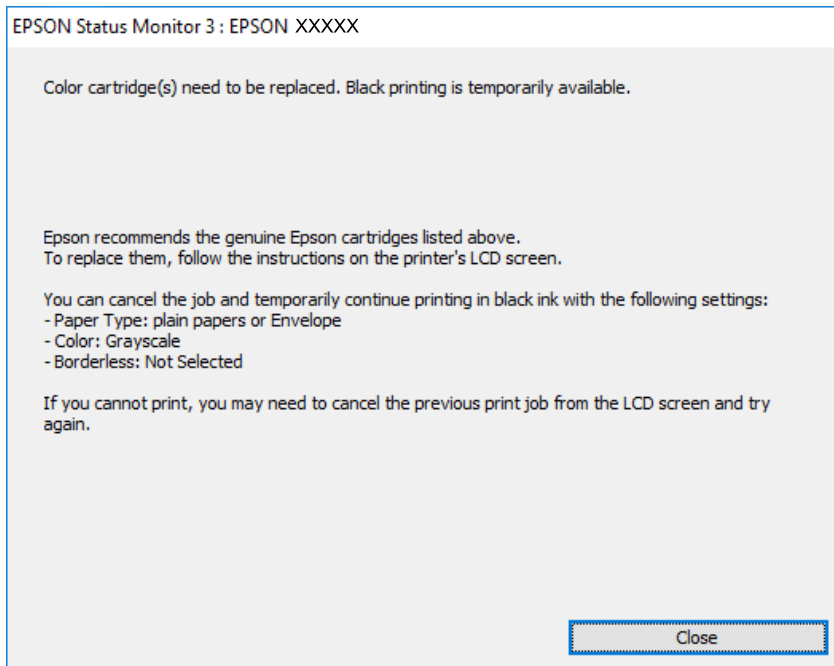 EPSON Status Monitor 3 : EPSON XXXXX
Color cartridge(s) need to be replaced. Black printing is temporarily available.
Epson recommends the genuine Epson cartridges listed above.
To replace them, follow the instructions on the printer's LCD screen.
You can cancel the job and temporarily continue printing in black ink with the following settings:
- Paper Type: plain papers or Envelope
- Color: Grayscale
- Borderless: Not Selected
If you cannot print, you may need to cancel the previous print job from the LCD screen and try
again.
Close